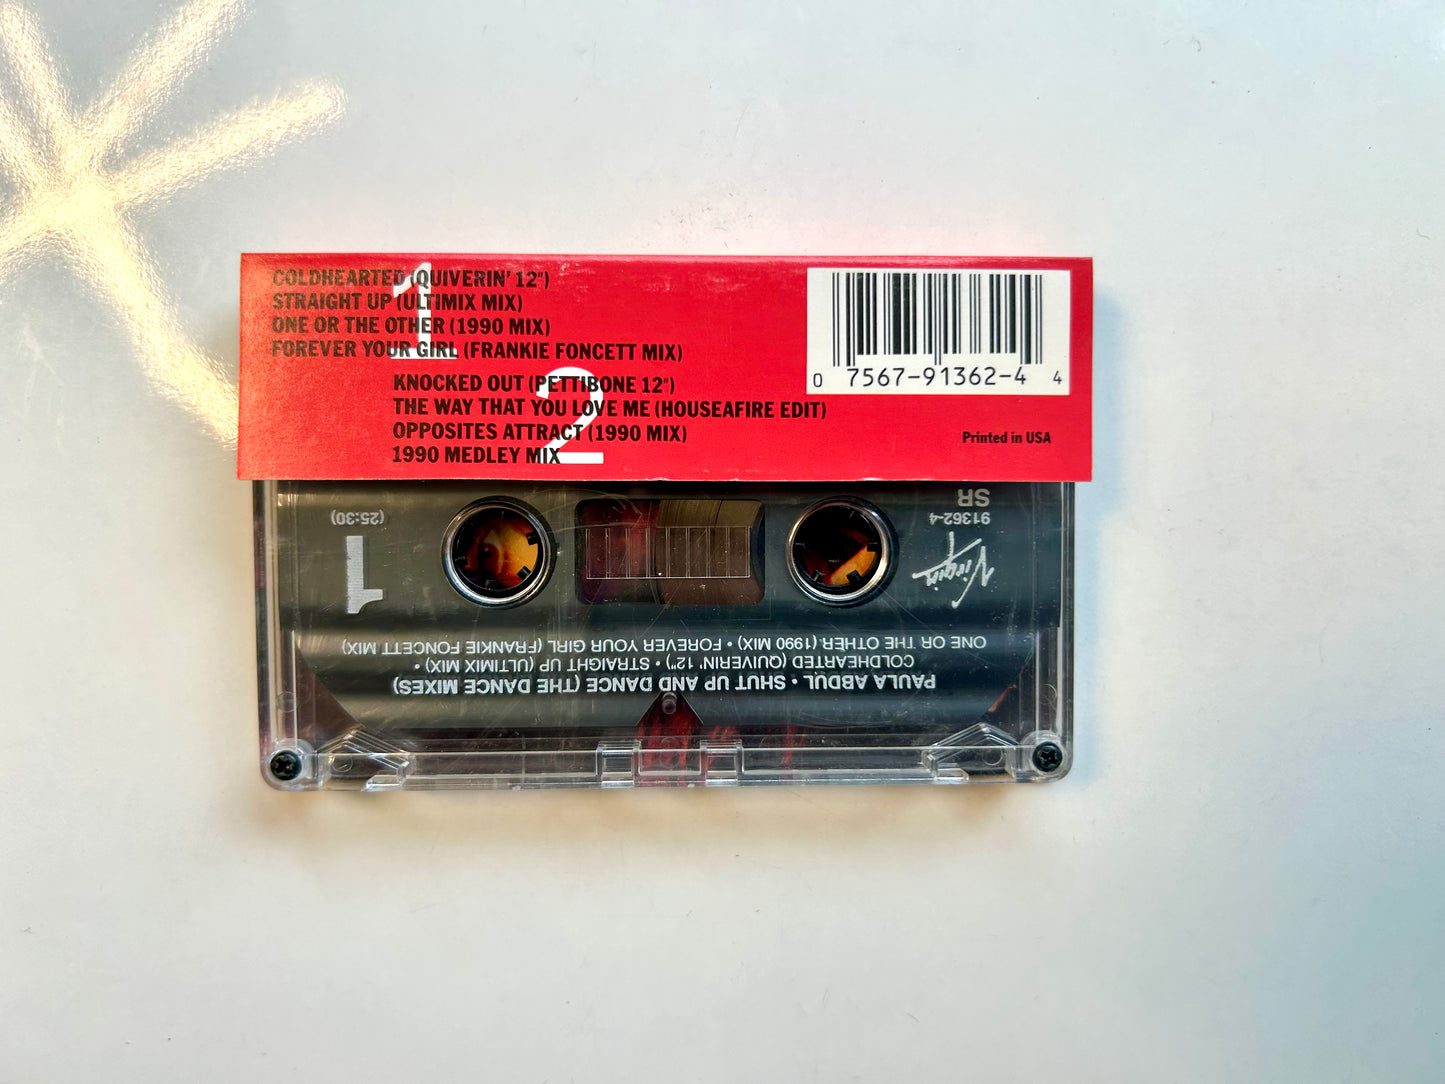 COLDHEARTED (QUIVERIN' 12")
STRAIGHT UP (ULTIMIX MIX)
ONE OR THE OTHER (1990 MIX)
FOREVER YOUR GIRL (FRANKIE FONCETT MIX)
1
KNOCKED OUT (PETTIBONE 12")
THE WAY THAT YOU LOVE ME (HOUSEAFIRE EDIT)
OPPOSITES ATTRACT (1990 MIX)
1990 MEDLEY MIX
2
0 7567-91362-4 4
Printed in USA
PAULA ABDUL • SHUT UP AND DANCE (THE DANCE MIXES)
COLDHEARTED (QUIVERIN' 12") • STRAIGHT UP (ULTIMIX MIX) •
ONE OR THE OTHER (1990 MIX) • FOREVER YOUR GIRL (FRANKIE FONCETT MIX)
Virgin
1
91362-4
(25:30)
SR